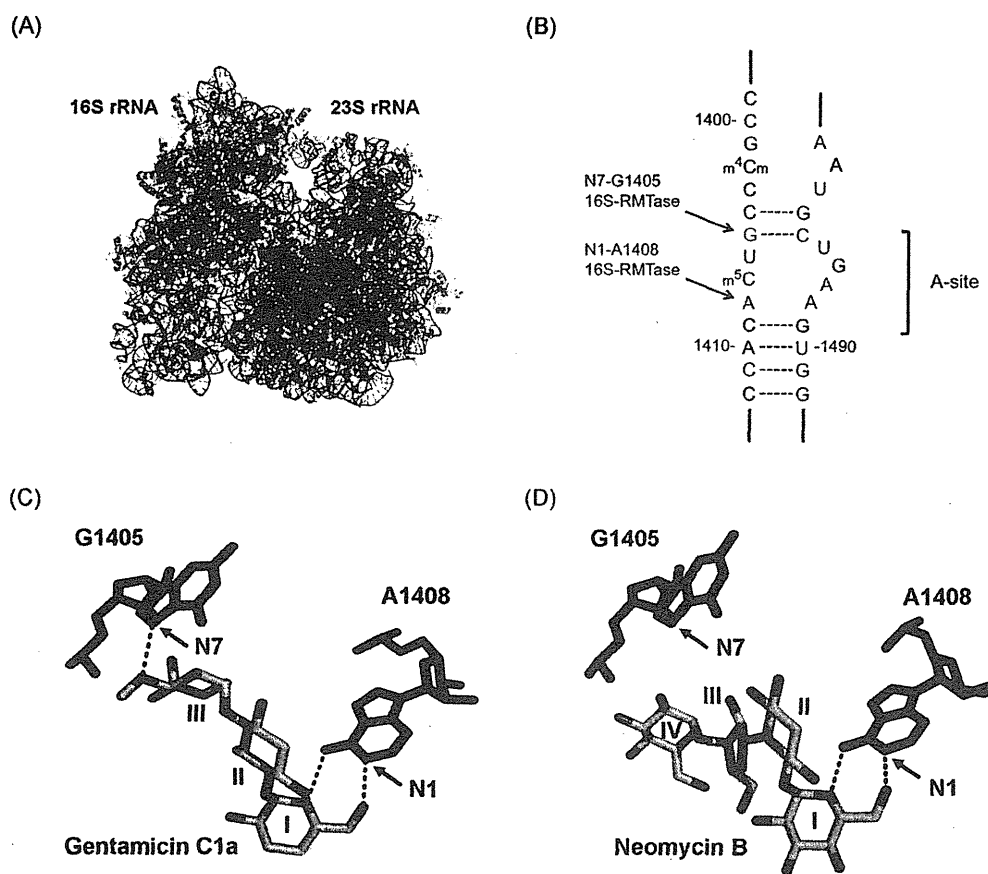 (A)
16S rRNA
23S rRNA
(B)
C
C
1400-
G
m⁴Cm
C
C
G
U
m⁵C
A
C
1410-
A
C
C
A
A
U
G
C
U
G
A
A
G
U
-1490
G
G
N7-G1405
16S-RMTase
N1-A1408
16S-RMTase
A-site
(C)
G1405
A1408
N7
III
II
I
N1
Gentamicin C1a
(D)
G1405
A1408
N7
III
II
IV
I
N1
Neomycin B